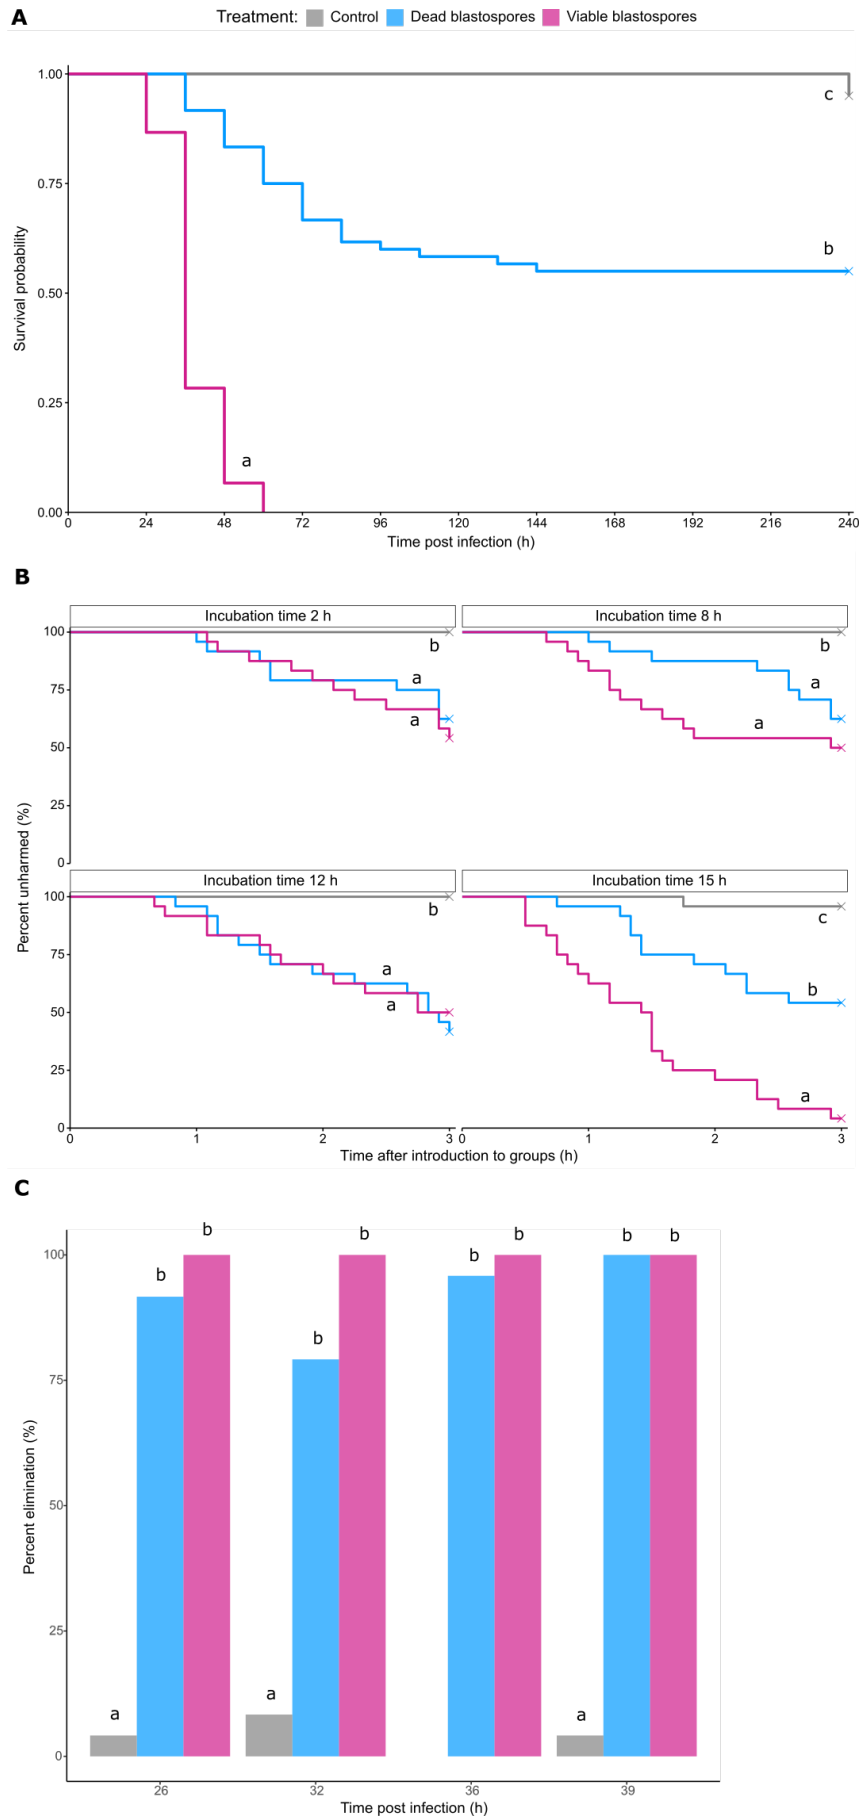 A
Treatment: Control Dead blastospores Viable blastospores
1.00
c
0.75
b
Survival probability
0.50
0.25
a
0.00
0 24 48 72 96 120 144 168 192 216 240
Time post infection (h)
B
Incubation time 2 h Incubation time 8 h
100
b b
75
a a
a a
50
25
0
Percent unharmed (%)
Incubation time 12 h Incubation time 15 h
100
b c
75
a b
a
50
25
a
0
0 1 2 3 1 2 3
Time after introduction to groups (h)
C
b b b b b
100
b b
b
75
Percent elimination (%)
50
25
a a a
0
26 32 36 39
Time post infection (h)